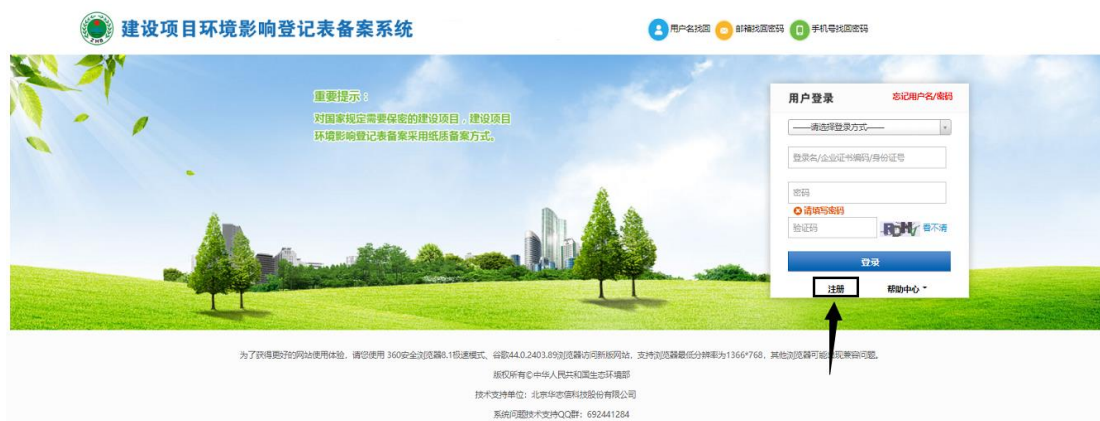 建设项目环境影响登记表备案系统
用户名找回 邮箱找回密码 手机号找回密码
重要提示：
对国家规定需要保密的建设项目，建设项目
环境影响登记表备案采用纸质备案方式。
用户登录 忘记用户名/密码
——请选择登录方式——
登录名/企业证书编码/身份证号
密码
请填写密码
验证码 看不清
登录
注册 帮助中心
为了获得更好的网站使用体验，请您使用 360安全浏览器8.1极速模式、谷歌44.0.2403.89浏览器访问新版网站，支持浏览器最低分辨率为1366*768，其他浏览器可能出现兼容问题。
版权所有©中华人民共和国生态环境部
技术支持单位：北京华志信科技股份有限公司
系统问题技术支持QQ群：692441284